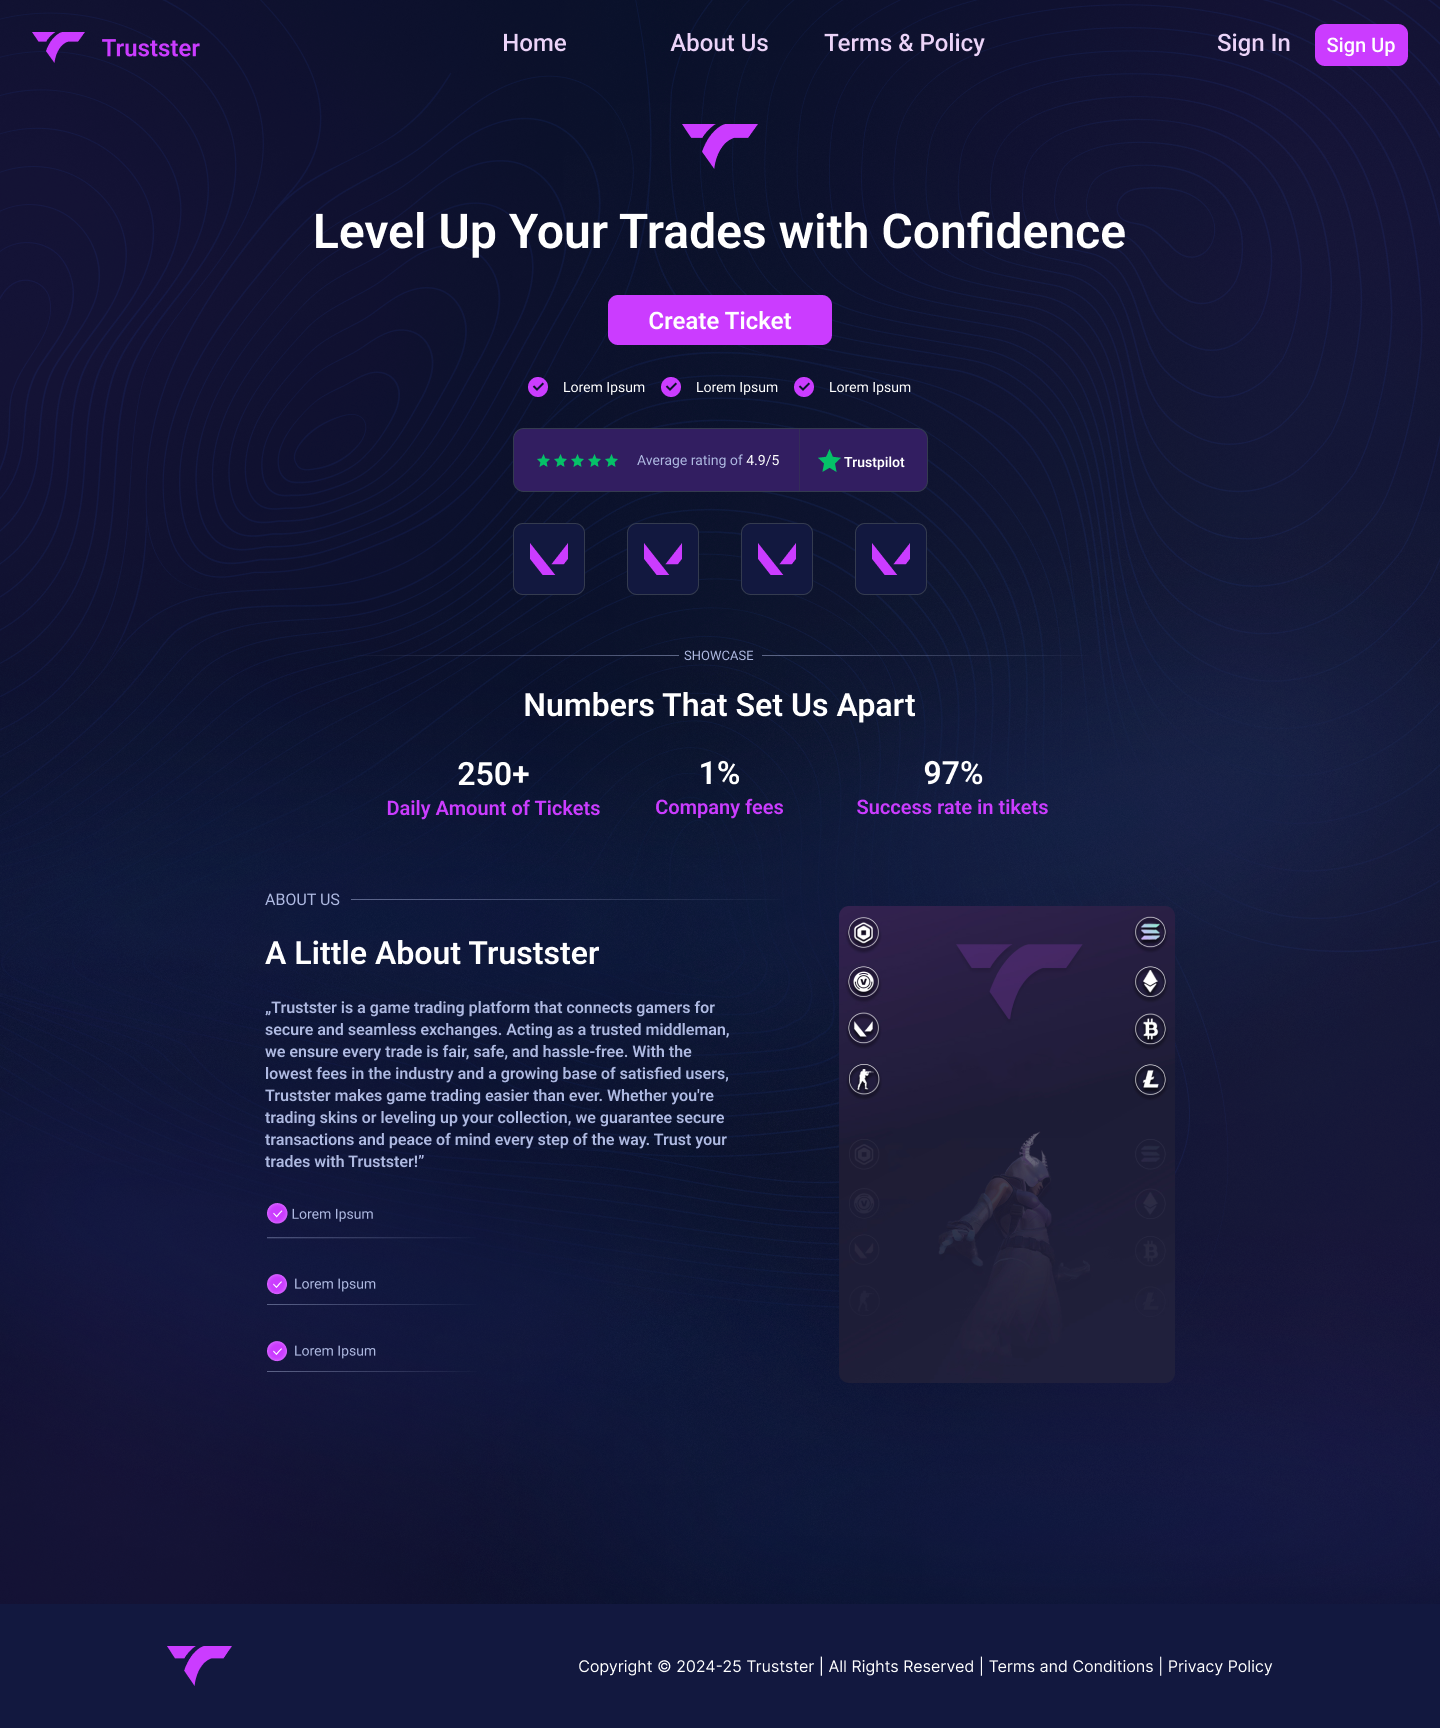 Trustster
Home
About Us
Terms & Policy
Sign In
Sign Up
Level Up Your Trades with Confidence
Create Ticket
Lorem Ipsum
Lorem Ipsum
Lorem Ipsum
Average rating of 4.9/5
Trustpilot
SHOWCASE
Numbers That Set Us Apart
250+
Daily Amount of Tickets
1%
Company fees
97%
Success rate in tikets
ABOUT US
A Little About Trustster
„Trustster is a game trading platform that connects gamers for
secure and seamless exchanges. Acting as a trusted middleman,
we ensure every trade is fair, safe, and hassle-free. With the
lowest fees in the industry and a growing base of satisfied users,
Trustster makes game trading easier than ever. Whether you're
trading skins or leveling up your collection, we guarantee secure
transactions and peace of mind every step of the way. Trust your
trades with Trustster!”
Lorem Ipsum
Lorem Ipsum
Lorem Ipsum
Copyright © 2024-25 Trustster | All Rights Reserved | Terms and Conditions | Privacy Policy